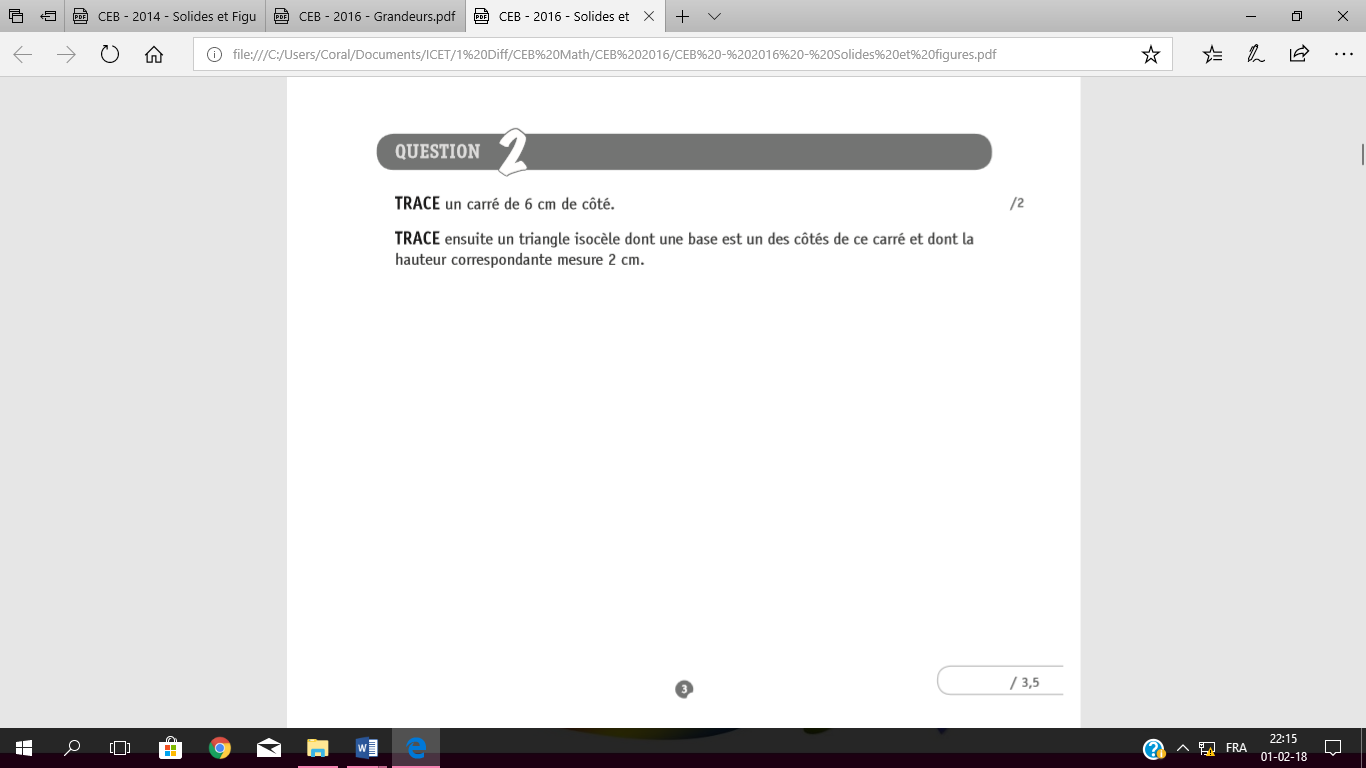 CEB - 2014 - Solides et Figu
CEB - 2016 - Grandeurs.pdf
CEB - 2016 - Solides et
file:///C:/Users/Coral/Documents/ICET/1%20Diff/CEB%20Math/CEB%202016/CEB%20-%202016%20-%20Solides%20et%20figures.pdf
QUESTION 2
TRACE un carré de 6 cm de côté. /2
TRACE ensuite un triangle isocèle dont une base est un des côtés de ce carré et dont la
hauteur correspondante mesure 2 cm.
/ 3,5
3
FRA
22:15
01-02-18